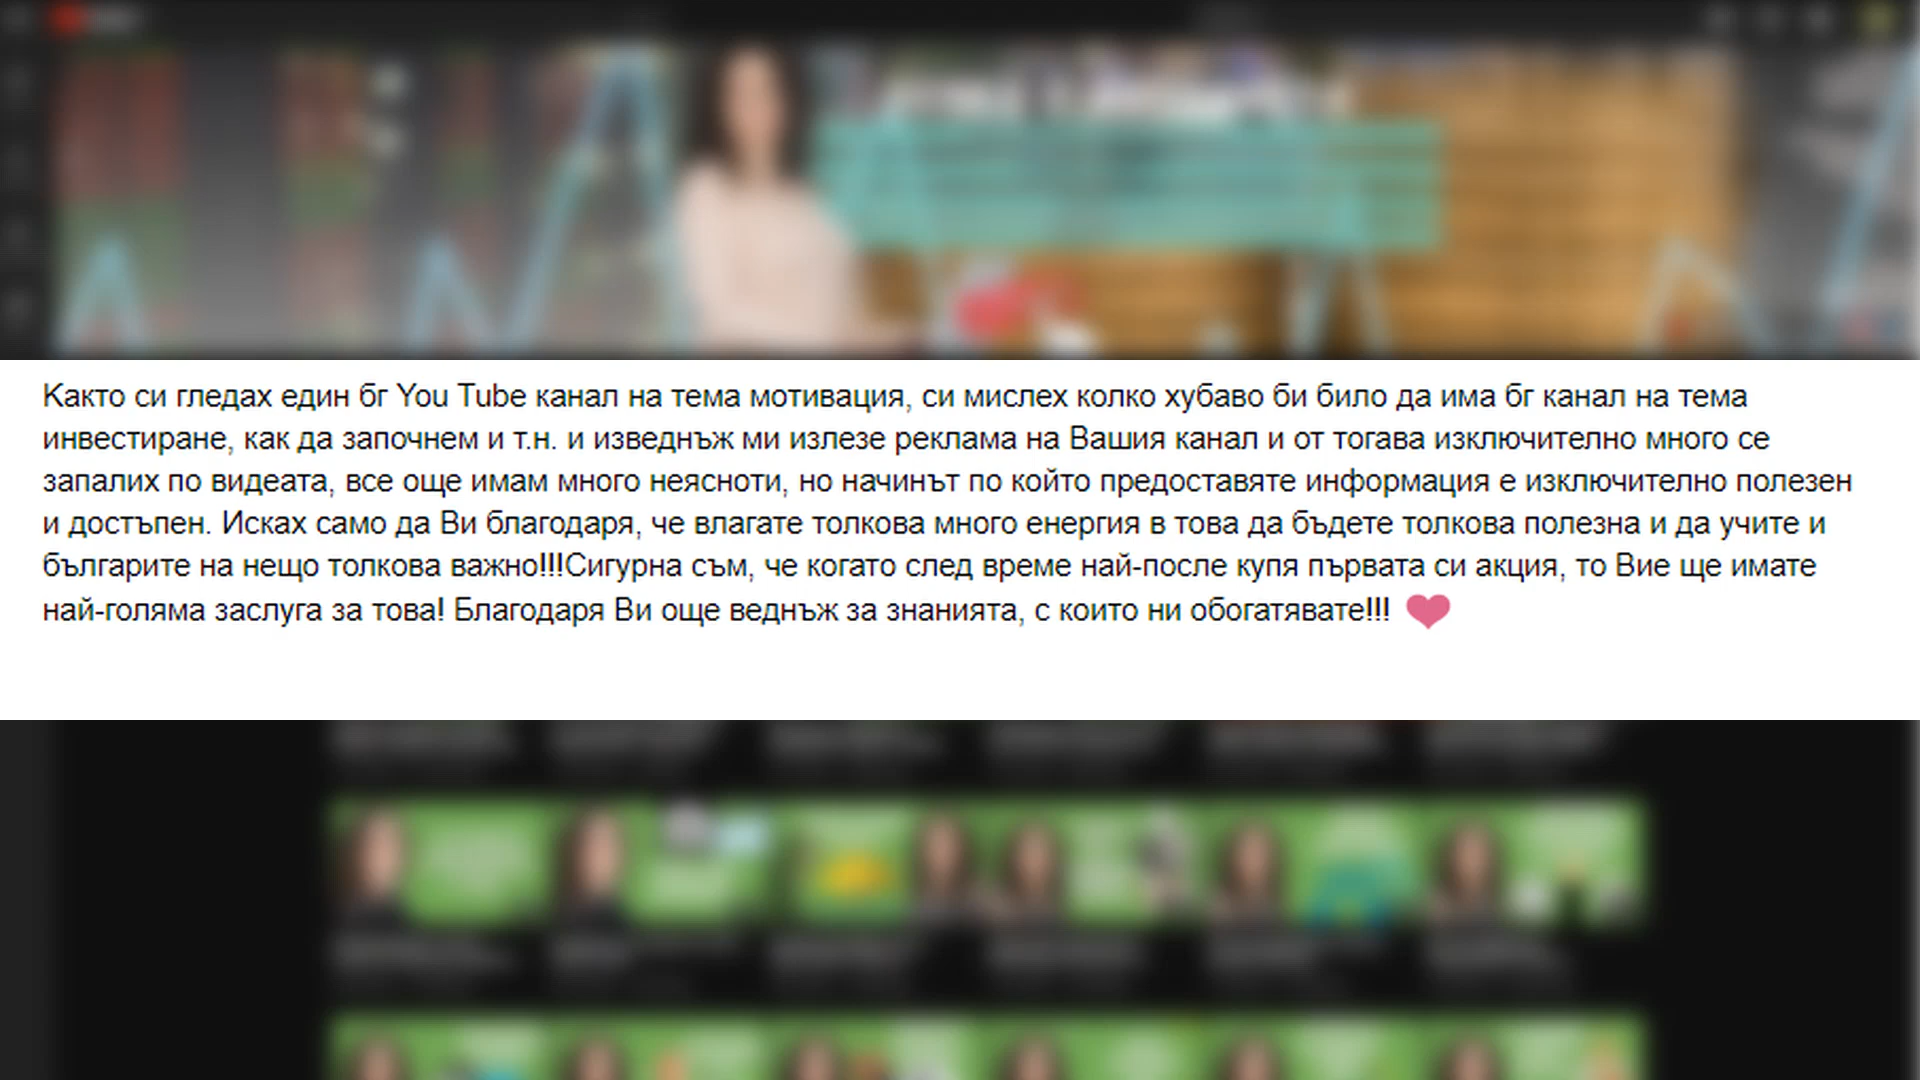 Както си гледах един бг You Tube канал на тема мотивация, си мислех колко хубаво би било да има бг канал на тема
инвестиране, как да започнем и т.н. и изведнъж ми излезе реклама на Вашия канал и от тогава изключително много се
запалих по видеата, все още имам много неясноти, но начинът по който предоставяте информация е изключително полезен
и достъпен. Исках само да Ви благодаря, че влагате толкова много енергия в това да бъдете толкова полезна и да учите и
българите на нещо толкова важно!!!Сигурна съм, че когато след време най-после купя първата си акция, то Вие ще имате
най-голяма заслуга за това! Благодаря Ви още веднъж за знанията, с които ни обогатявате!!!